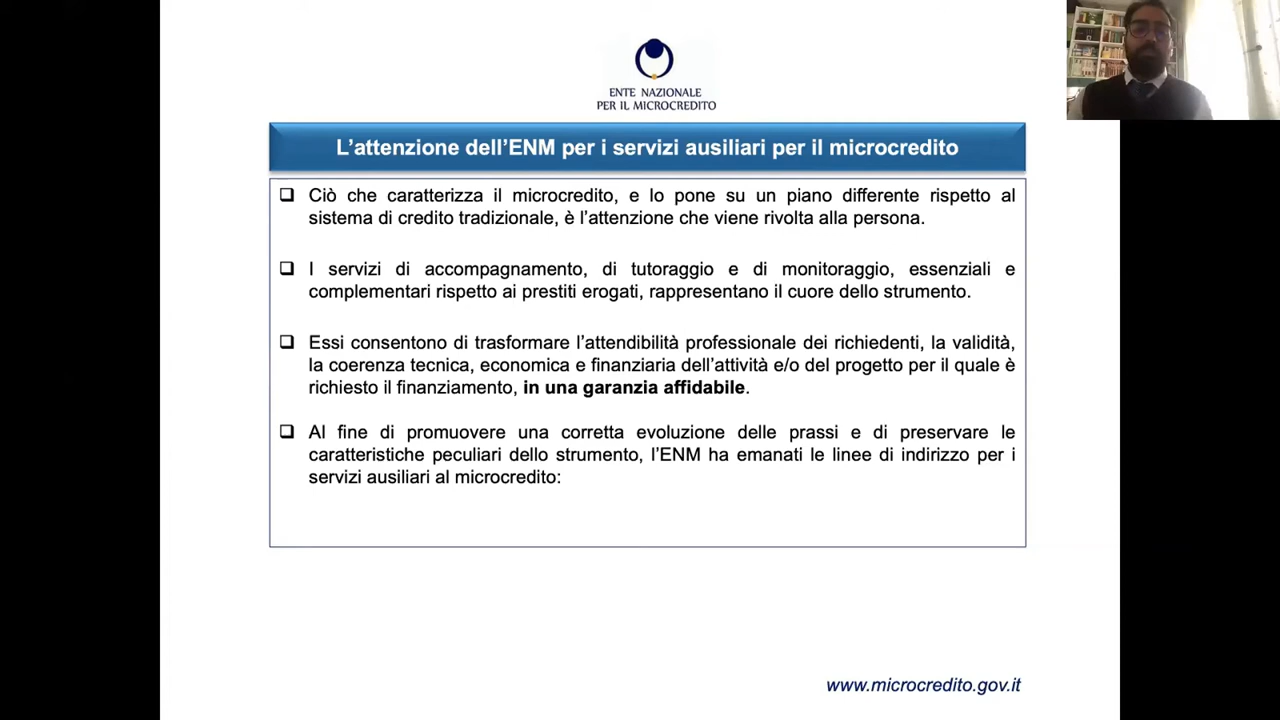 ENTE NAZIONALE
PER IL MICROCREDITO
L’attenzione dell’ENM per i servizi ausiliari per il microcredito
Ciò che caratterizza il microcredito, e lo pone su un piano differente rispetto al
sistema di credito tradizionale, è l’attenzione che viene rivolta alla persona.
I servizi di accompagnamento, di tutoraggio e di monitoraggio, essenziali e
complementari rispetto ai prestiti erogati, rappresentano il cuore dello strumento.
Essi consentono di trasformare l’attendibilità professionale dei richiedenti, la validità,
la coerenza tecnica, economica e finanziaria dell’attività e/o del progetto per il quale è
richiesto il finanziamento, in una garanzia affidabile.
Al fine di promuovere una corretta evoluzione delle prassi e di preservare le
caratteristiche peculiari dello strumento, l’ENM ha emanati le linee di indirizzo per i
servizi ausiliari al microcredito:
www.microcredito.gov.it